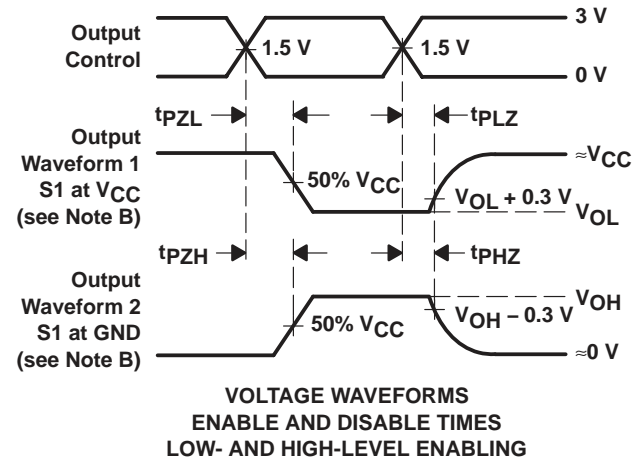 Output
Control
1.5 V
1.5 V
3 V
0 V
tPZL
tPLZ
Output
Waveform 1
S1 at VCC
(see Note B)
50% VCC
≈VCC
VOL + 0.3 V
VOL
tPZH
tPHZ
Output
Waveform 2
S1 at GND
(see Note B)
50% VCC
VOH
VOH – 0.3 V
≈0 V
VOLTAGE WAVEFORMS
ENABLE AND DISABLE TIMES
LOW- AND HIGH-LEVEL ENABLING